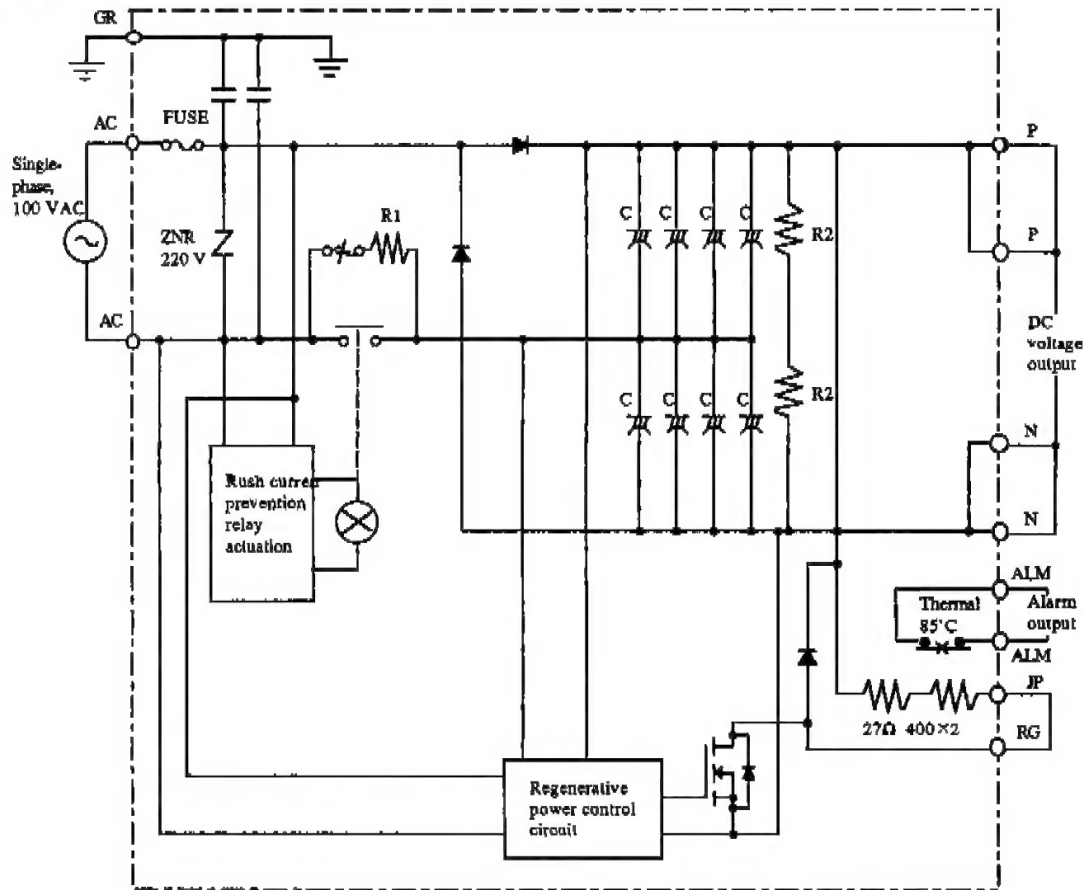 GR
FUSE
AC
P
Single-
phase,
100 VAC
R1
C C C C
R2
ZNR
220 V
P
AC
DC
voltage
output
C C C C
R2
N
Rush current
prevention
relay
actuation
N
ALM
Thermal
85°C
Alarm
output
ALM
JP
27Ω 400×2
RG
Regenerative
power control
circuit